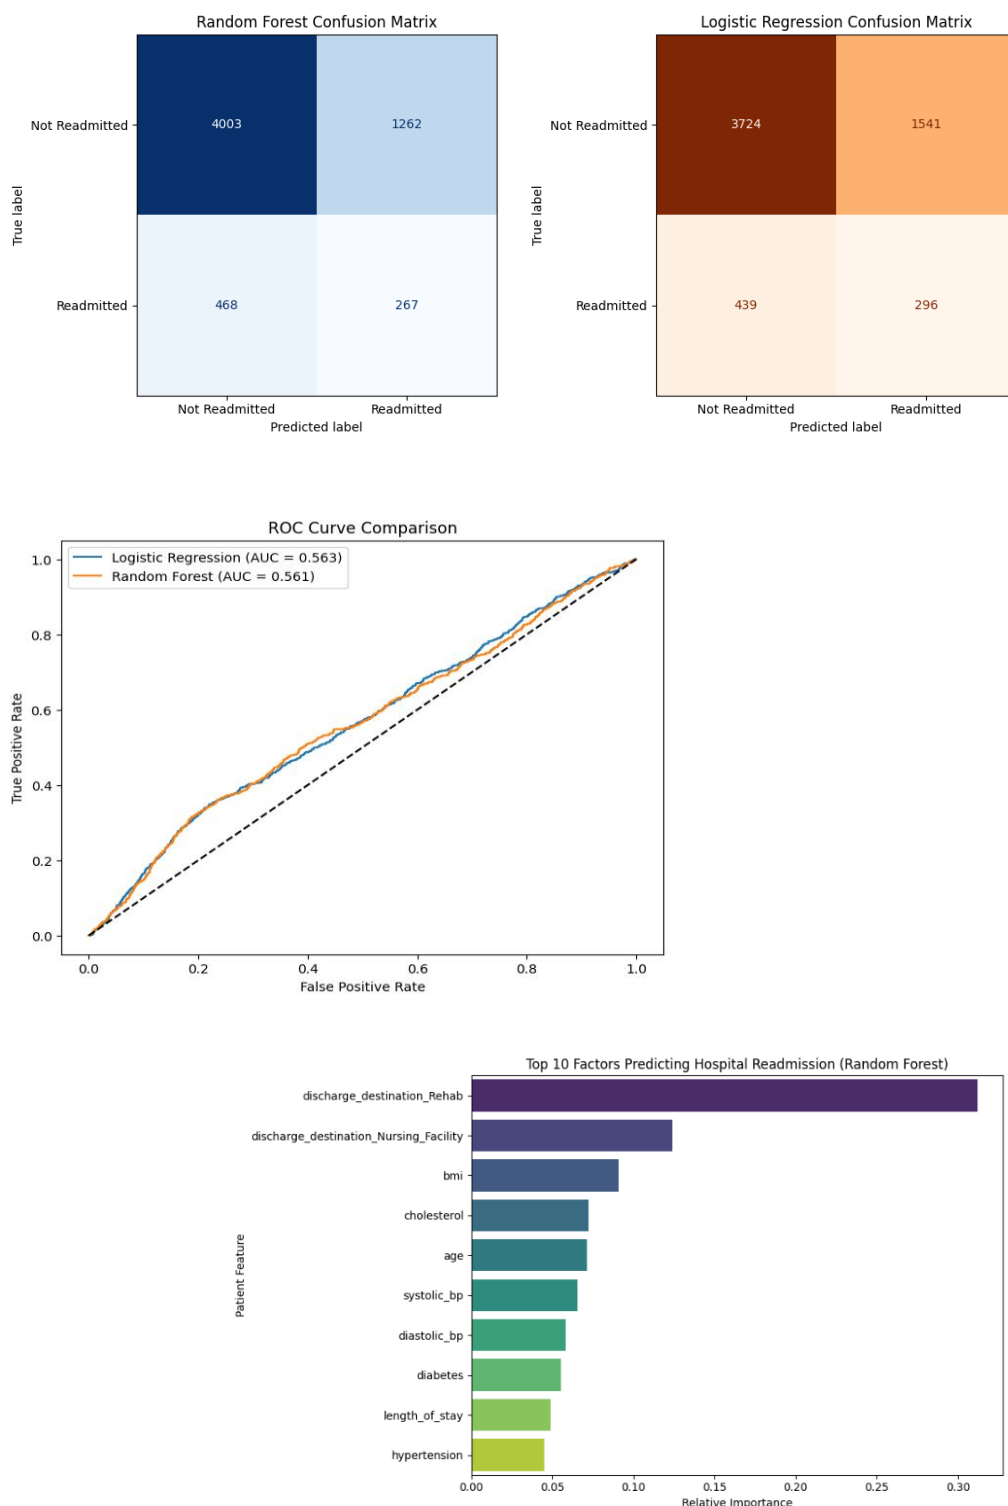 Random Forest Confusion Matrix
True label
Not Readmitted
4003
1262
Readmitted
468
267
Not Readmitted
Readmitted
Predicted label
Logistic Regression Confusion Matrix
True label
Not Readmitted
3724
1541
Readmitted
439
296
Not Readmitted
Readmitted
Predicted label
ROC Curve Comparison
Logistic Regression (AUC = 0.563)
Random Forest (AUC = 0.561)
True Positive Rate
1.0
0.8
0.6
0.4
0.2
0.0
0.0
0.2
0.4
0.6
0.8
1.0
False Positive Rate
Top 10 Factors Predicting Hospital Readmission (Random Forest)
Patient Feature
discharge_destination_Rehab
discharge_destination_Nursing_Facility
bmi
cholesterol
age
systolic_bp
diastolic_bp
diabetes
length_of_stay
hypertension
0.00
0.05
0.10
0.15
0.20
0.25
0.30
Relative Importance